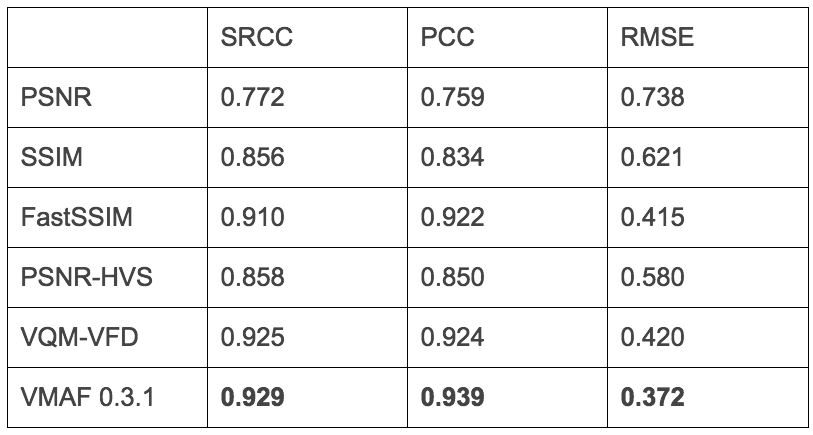 SRCC PCC RMSE
PSNR 0.772 0.759 0.738
SSIM 0.856 0.834 0.621
FastSSIM 0.910 0.922 0.415
PSNR-HVS 0.858 0.850 0.580
VQM-VFD 0.925 0.924 0.420
VMAF 0.3.1 0.929 0.939 0.372